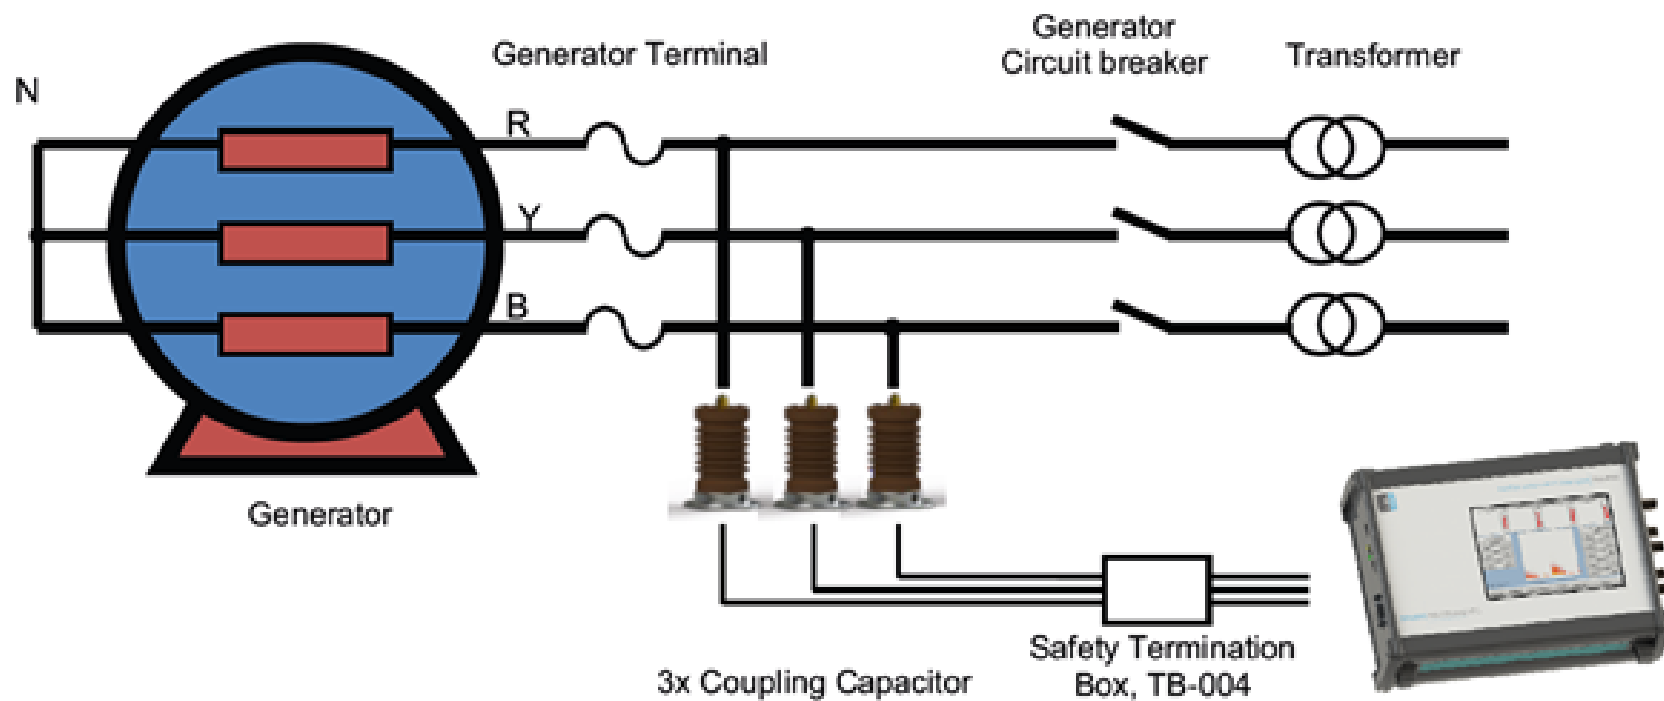 Generator
Circuit breaker
Generator Terminal
Transformer
N
R
Y
B
Generator
Safety Termination
Box, TB-004
3x Coupling Capacitor